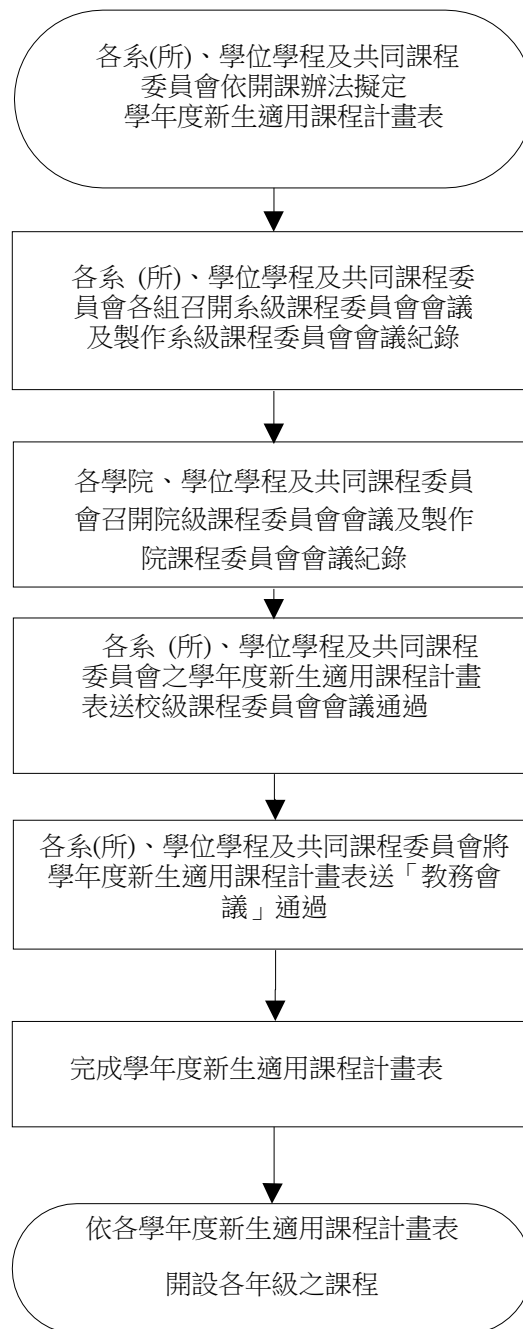 各系(所)、學位學程及共同課程
委員會依開課辦法擬定
學年度新生適用課程計畫表
各系 (所)、學位學程及共同課程委
員會各組召開系級課程委員會會議
及製作系級課程委員會會議紀錄
各學院、學位學程及共同課程委員
會召開院級課程委員會會議及製作
院課程委員會會議紀錄
各系 (所)、學位學程及共同課程
委員會之學年度新生適用課程計畫
表送校級課程委員會會議通過
各系(所)、學位學程及共同課程委員會將
學年度新生適用課程計畫表送「教務會
議」通過
完成學年度新生適用課程計畫表
依各學年度新生適用課程計畫表
開設各年級之課程